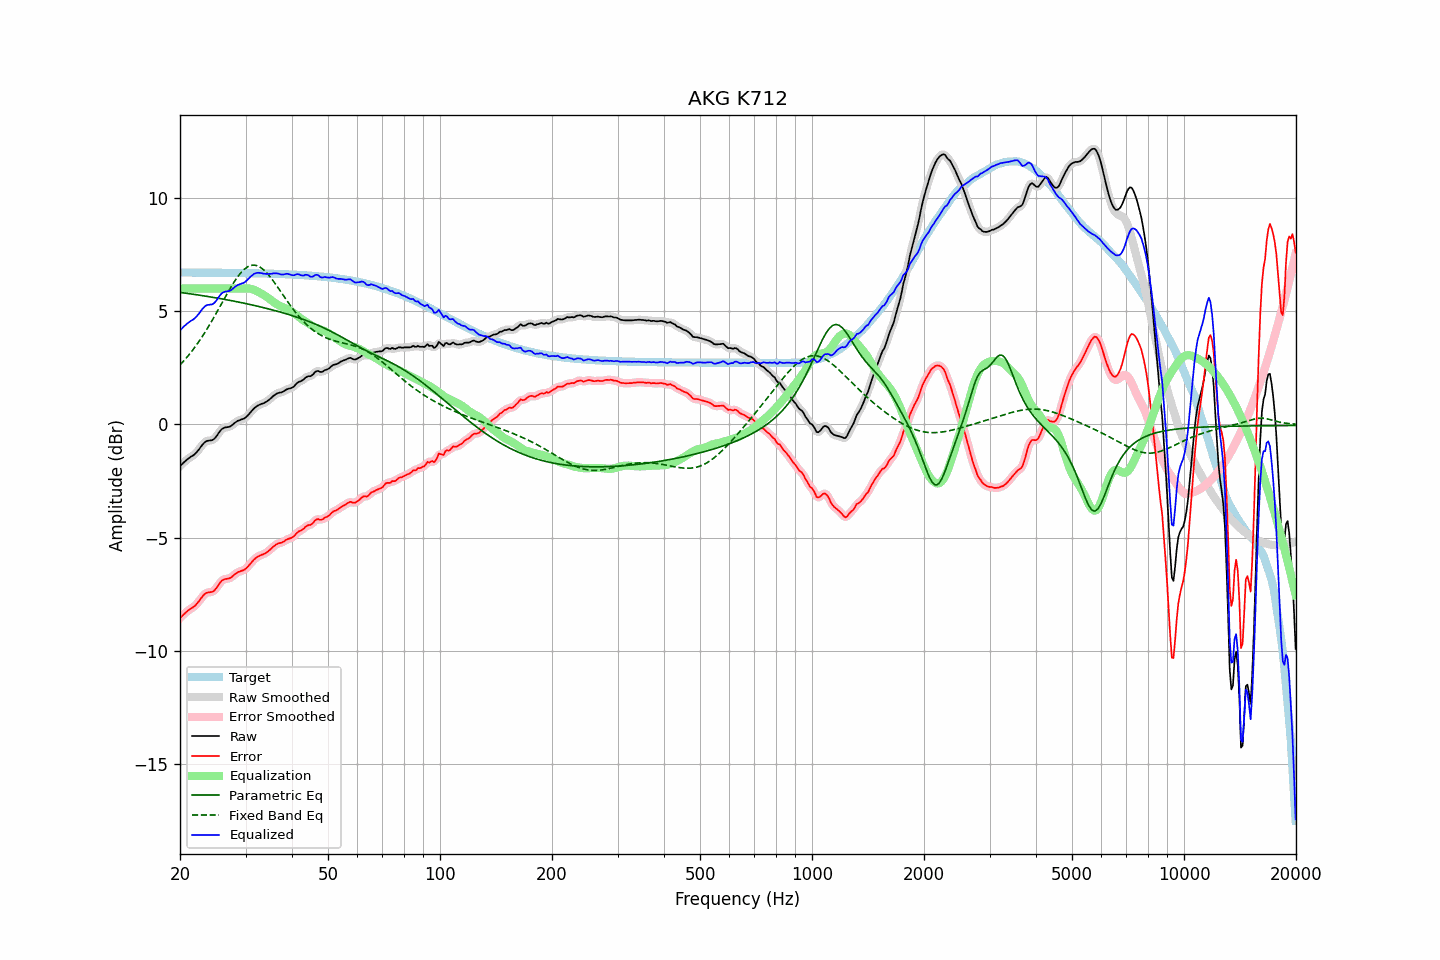 AKG K712
Amplitude (dBr)
10
5
0
−5
−10
−15
Target
Raw Smoothed
Error Smoothed
Raw
Error
Equalization
Parametric Eq
Fixed Band Eq
Equalized
20 50 100 200 500 1000 2000 5000 10000 20000
Frequency (Hz)